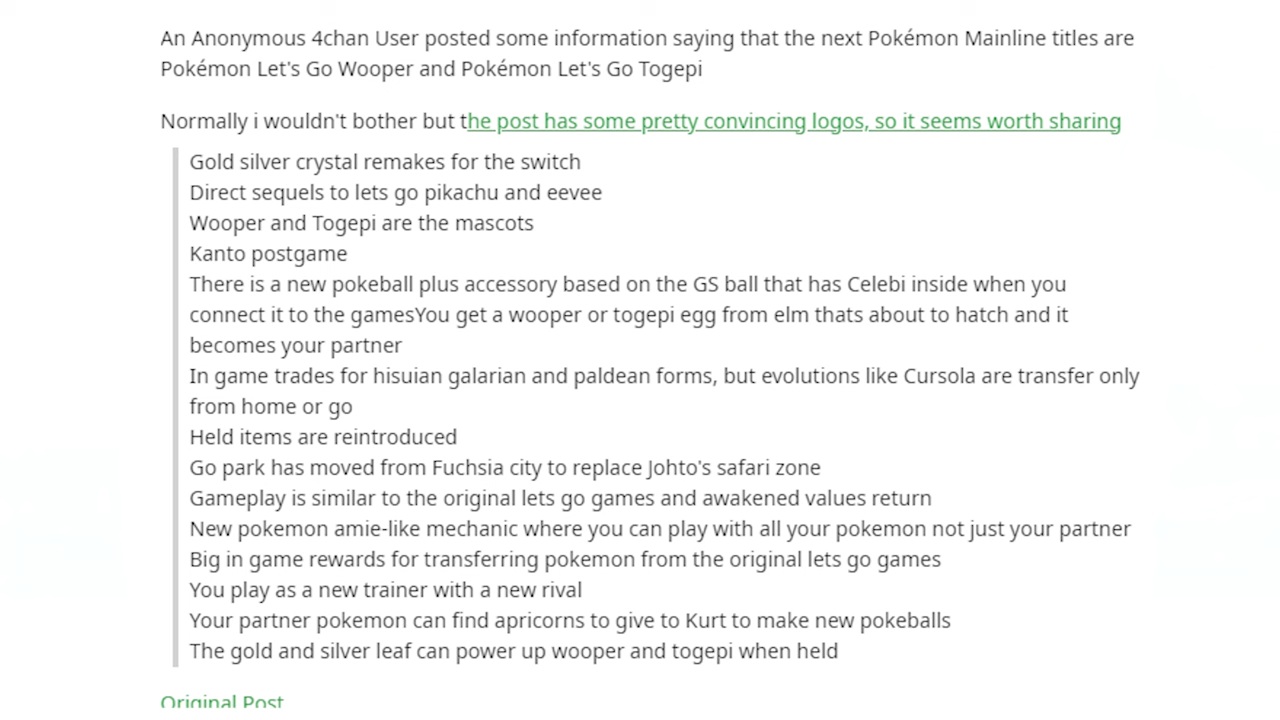 An Anonymous 4chan User posted some information saying that the next Pokémon Mainline titles are
Pokémon Let's Go Wooper and Pokémon Let's Go Togepi
Normally i wouldn't bother but the post has some pretty convincing logos, so it seems worth sharing
Gold silver crystal remakes for the switch
Direct sequels to lets go pikachu and eevee
Wooper and Togepi are the mascots
Kanto postgame
There is a new pokeball plus accessory based on the GS ball that has Celebi inside when you
connect it to the gamesYou get a wooper or togepi egg from elm thats about to hatch and it
becomes your partner
In game trades for hisuian galarian and paldean forms, but evolutions like Cursola are transfer only
from home or go
Held items are reintroduced
Go park has moved from Fuchsia city to replace Johto's safari zone
Gameplay is similar to the original lets go games and awakened values return
New pokemon amie-like mechanic where you can play with all your pokemon not just your partner
Big in game rewards for transferring pokemon from the original lets go games
You play as a new trainer with a new rival
Your partner pokemon can find apricorns to give to Kurt to make new pokeballs
The gold and silver leaf can power up wooper and togepi when held
Original Post